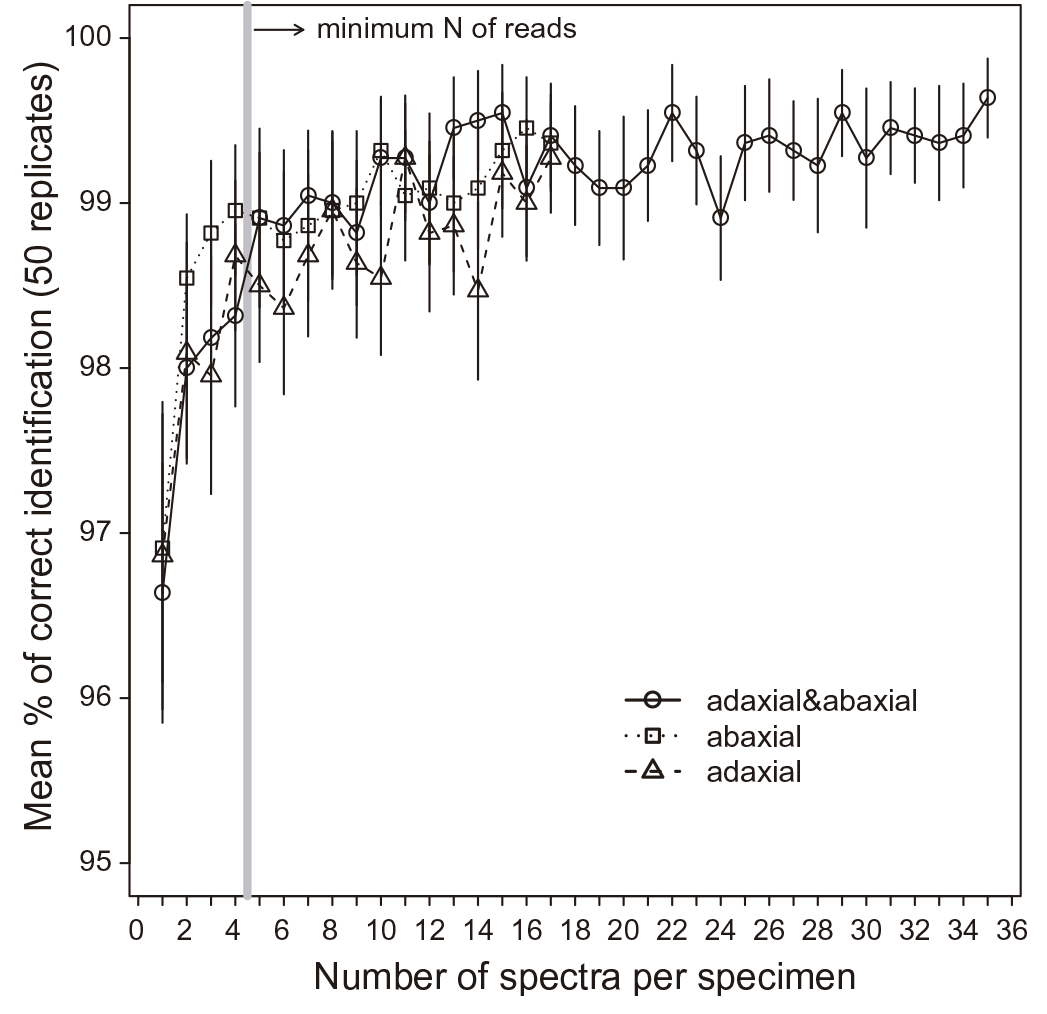 minimum N of reads
100
99
98
97
96
95
Mean % of correct identification (50 replicates)
adaxial&abaxial
abaxial
adaxial
0 2 4 6 8 10 12 14 16 18 20 22 24 26 28 30 32 34 36
Number of spectra per specimen